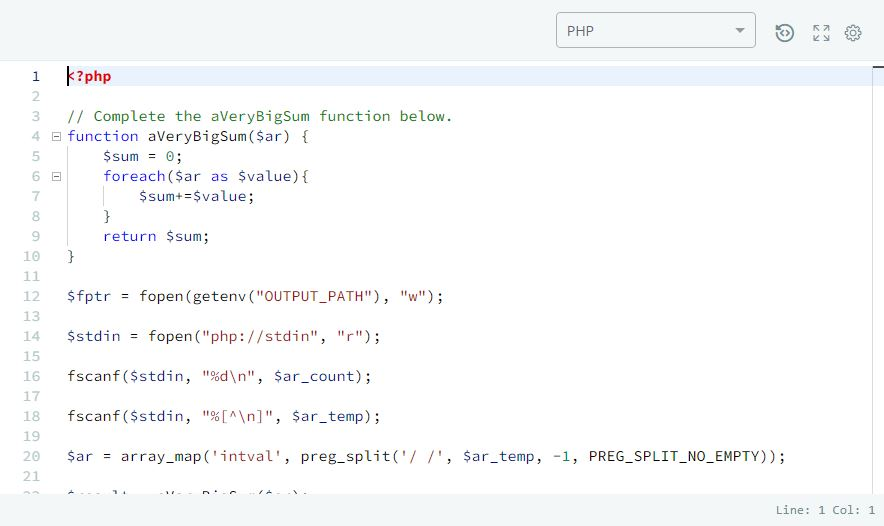 PHP
1 <?php
2
3 // Complete the aVeryBigSum function below.
4 function aVeryBigSum($ar) {
5     $sum = 0;
6     foreach($ar as $value){
7         $sum+=$value;
8     }
9     return $sum;
10 }
11
12 $fptr = fopen(getenv("OUTPUT_PATH"), "w");
13
14 $stdin = fopen("php://stdin", "r");
15
16 fscanf($stdin, "%d\n", $ar_count);
17
18 fscanf($stdin, "%[^\n]", $ar_temp);
19
20 $ar = array_map('intval', preg_split('/ /', $ar_temp, -1, PREG_SPLIT_NO_EMPTY));
21
Line: 1 Col: 1